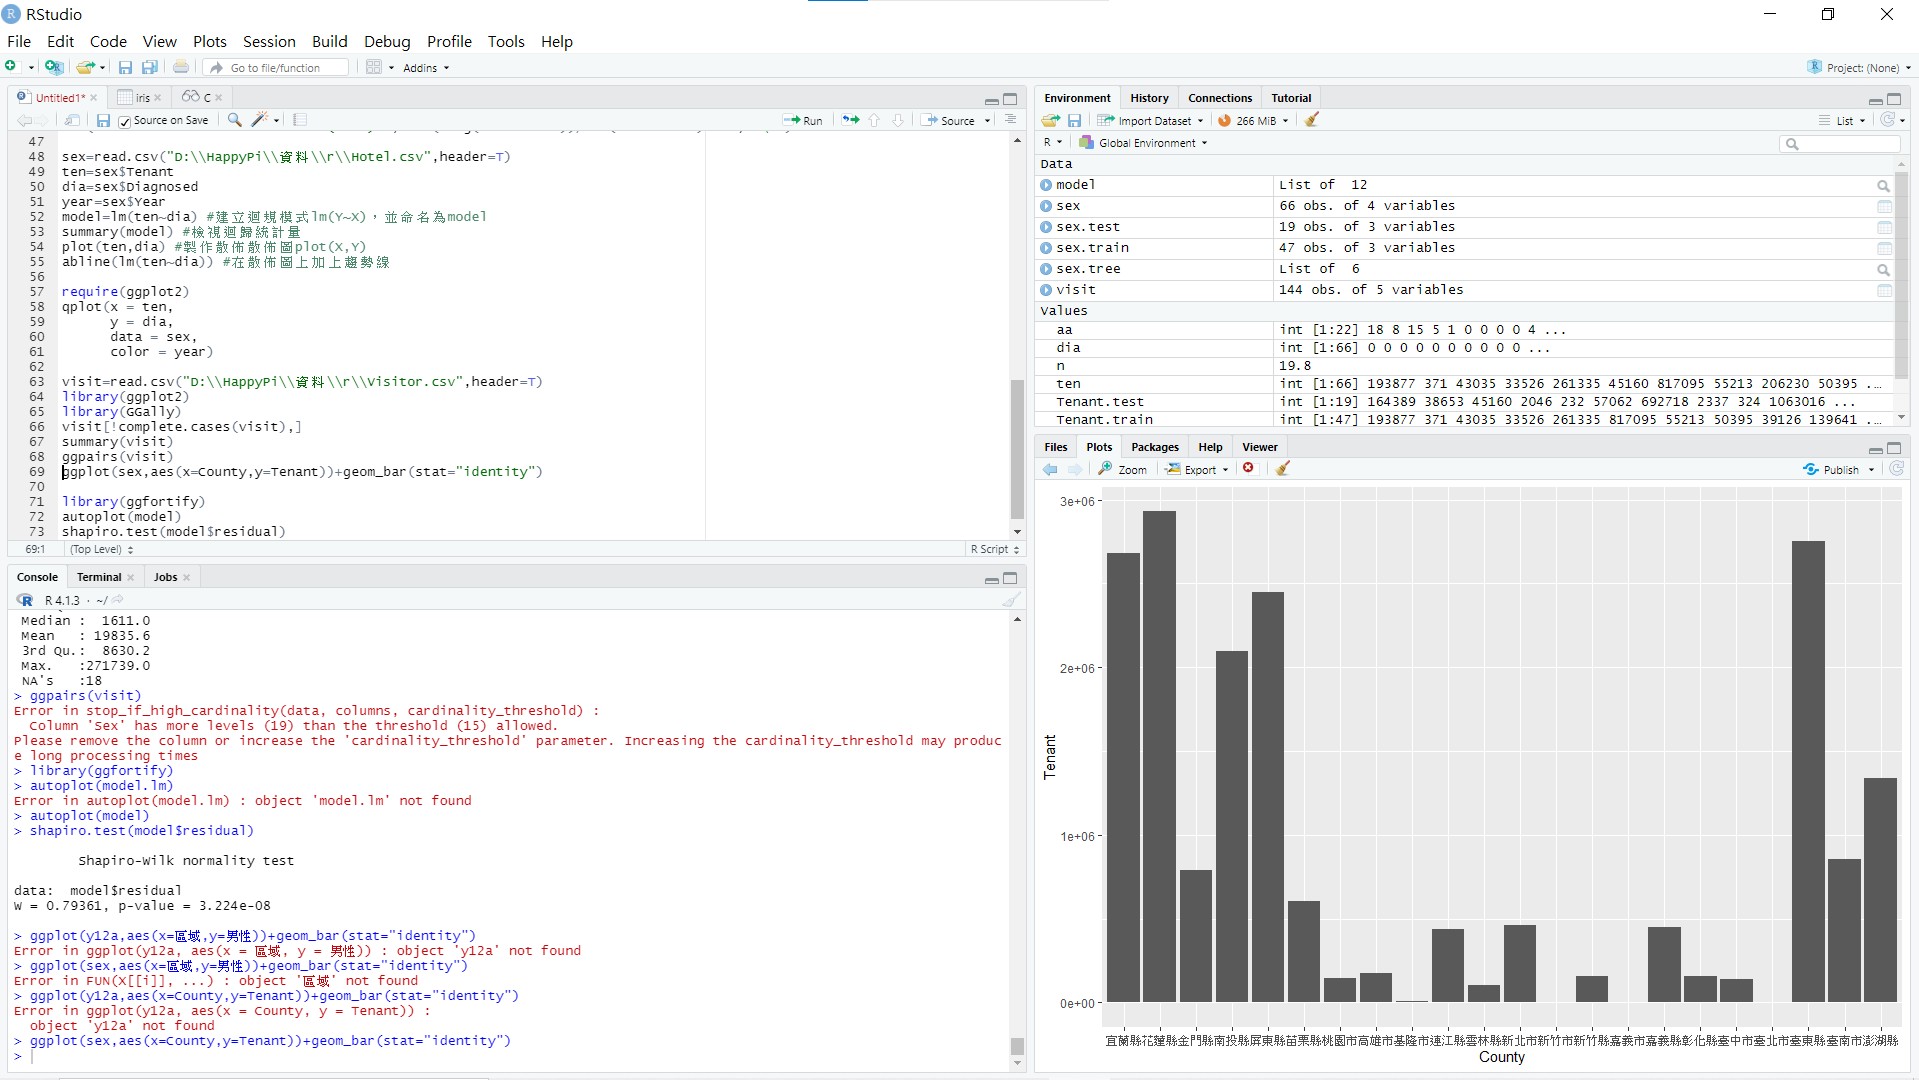 RStudio
File Edit Code View Plots Session Build Debug Profile Tools Help
Go to file/function Addins Project: (None)
Untitled1* iris C
Source on Save Run Source
47
48 sex=read.csv("D:\\HappyPi\\資料\\r\\Hotel.csv",header=T)
49 ten=sex$Tenant
50 dia=sex$Diagnosed
51 year=sex$Year
52 model=lm(ten~dia) #建立迴規模式lm(Y~X)，並命名為model
53 summary(model) #檢視迴歸統計量
54 plot(ten,dia) #製作散佈散佈圖plot(X,Y)
55 abline(lm(ten~dia)) #在散佈圖上加上趨勢線
56
57 require(ggplot2)
58 qplot(x = ten,
59 y = dia,
60 data = sex,
61 color = year)
62
63 visit=read.csv("D:\\HappyPi\\資料\\r\\Visitor.csv",header=T)
64 library(ggplot2)
65 library(GGally)
66 visit[!complete.cases(visit),]
67 summary(visit)
68 ggpairs(visit)
69 ggplot(sex,aes(x=County,y=Tenant))+geom_bar(stat="identity")
70
71 library(ggfortify)
72 autoplot(model)
73 shapiro.test(model$residual)
69:1 (Top Level) R Script
Console Terminal Jobs
R 4.1.3 · ~/
Median : 1611.0
Mean : 19835.6
3rd Qu.: 8630.2
Max. :271739.0
NA's :18
> ggpairs(visit)
Error in stop_if_high_cardinality(data, columns, cardinality_threshold) :
Column 'Sex' has more levels (19) than the threshold (15) allowed.
Please remove the column or increase the 'cardinality_threshold' parameter. Increasing the cardinality_threshold may produc
e long processing times
> library(ggfortify)
> autoplot(model.lm)
Error in autoplot(model.lm) : object 'model.lm' not found
> autoplot(model)
> shapiro.test(model$residual)
Shapiro-Wilk normality test
data: model$residual
W = 0.79361, p-value = 3.224e-08
> ggplot(y12a,aes(x=區域,y=男性))+geom_bar(stat="identity")
Error in ggplot(y12a, aes(x = 區域, y = 男性)) : object 'y12a' not found
> ggplot(sex,aes(x=區域,y=男性))+geom_bar(stat="identity")
Error in FUN(X[[i]], ...) : object '區域' not found
> ggplot(y12a,aes(x=County,y=Tenant))+geom_bar(stat="identity")
Error in ggplot(y12a, aes(x = County, y = Tenant)) :
object 'y12a' not found
> ggplot(sex,aes(x=County,y=Tenant))+geom_bar(stat="identity")
>
Environment History Connections Tutorial
Import Dataset 266 MiB List
R Global Environment
Data
model List of 12
sex 66 obs. of 4 variables
sex.test 19 obs. of 3 variables
sex.train 47 obs. of 3 variables
sex.tree List of 6
visit 144 obs. of 5 variables
Values
aa int [1:22] 18 8 15 5 1 0 0 0 0 4 ...
dia int [1:66] 0 0 0 0 0 0 0 0 0 0 ...
n 19.8
ten int [1:66] 193877 371 43035 33526 261335 45160 817095 55213 206230 50395 ...
Tenant.test int [1:19] 164389 38653 45160 2046 232 57062 692718 2337 324 1063016 ...
Tenant.train int [1:47] 193877 371 43035 33526 261335 817095 55213 50395 39126 139641 ...
Files Plots Packages Help Viewer
Zoom Export Publish
3e+06
2e+06
Tenant
1e+06
0e+00
宜蘭縣花蓮縣金門縣南投縣屏東縣苗栗縣桃園市高雄市基隆市連江縣雲林縣新北市新竹市新竹縣嘉義市嘉義縣彰化縣臺中市臺北市臺東縣臺南市澎湖縣
County